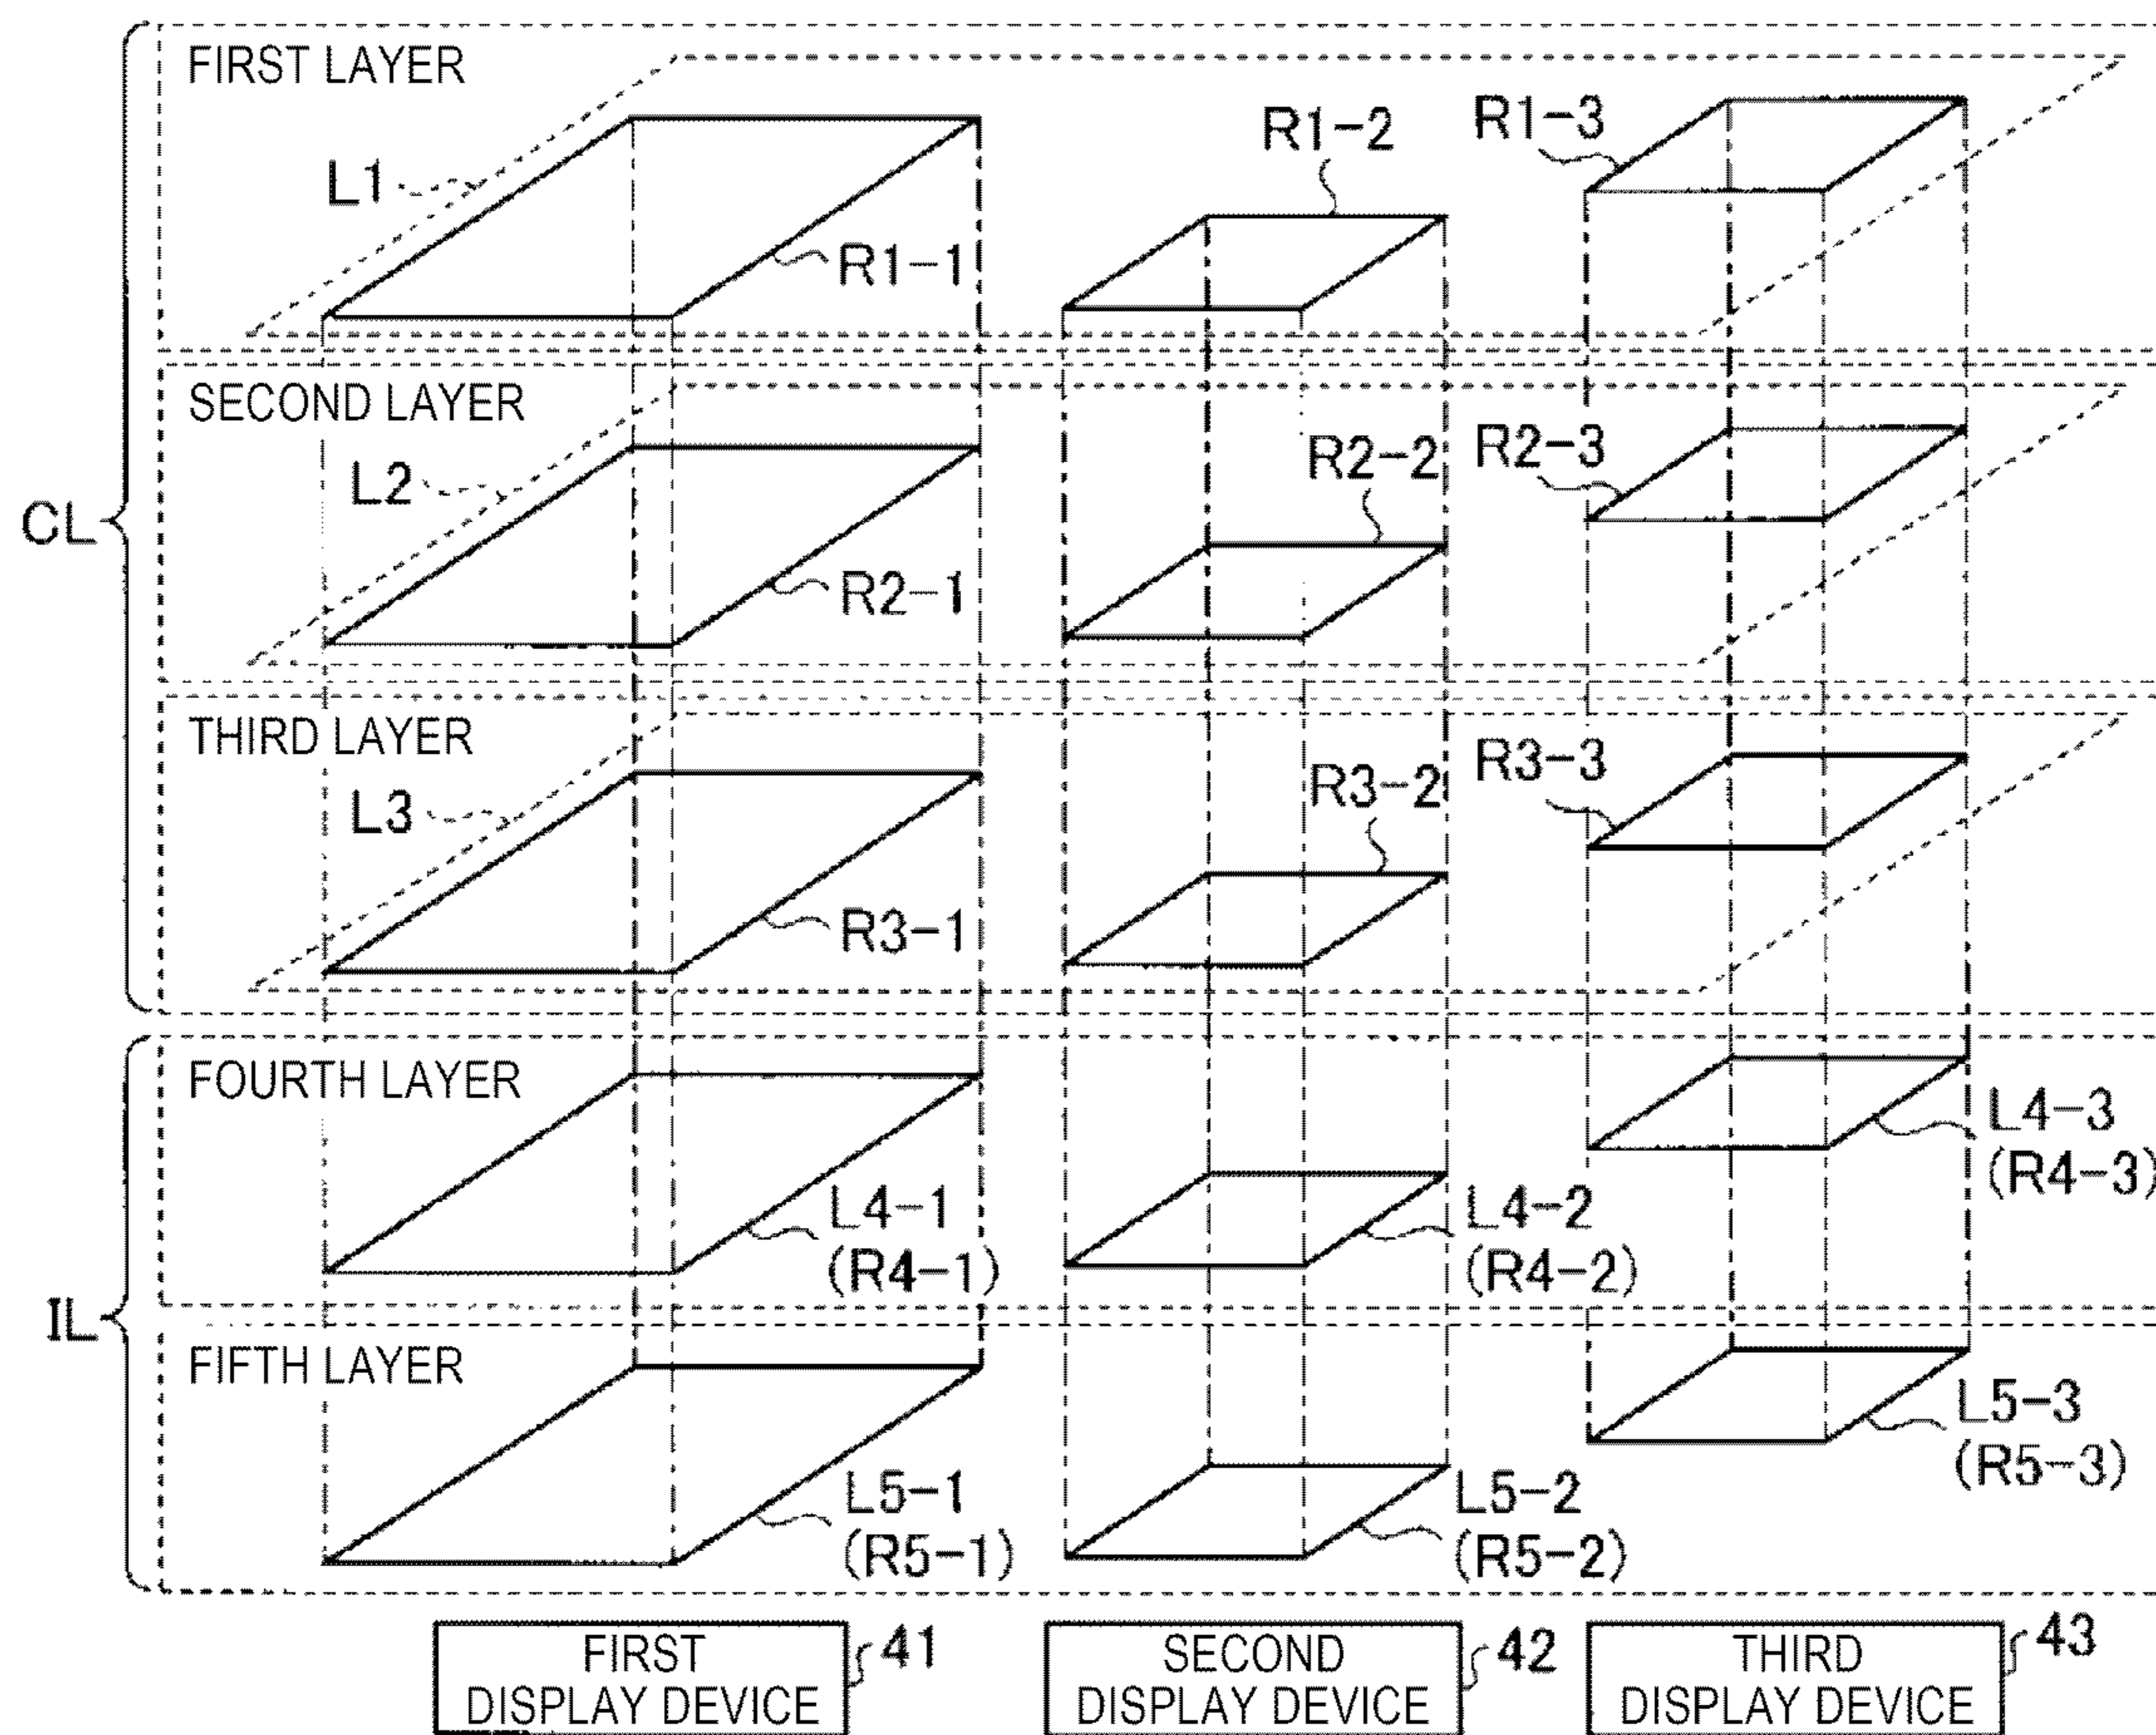 FIRST LAYER
L1
R1-1
R1-2
R1-3
CL
SECOND LAYER
L2
R2-1
R2-2
R2-3
THIRD LAYER
L3
R3-1
R3-2
R3-3
IL
FOURTH LAYER
L4-1
(R4-1)
L4-2
(R4-2)
L4-3
(R4-3)
FIFTH LAYER
L5-1
(R5-1)
L5-2
(R5-2)
L5-3
(R5-3)
FIRST
DISPLAY DEVICE
41
SECOND
DISPLAY DEVICE
42
THIRD
DISPLAY DEVICE
43